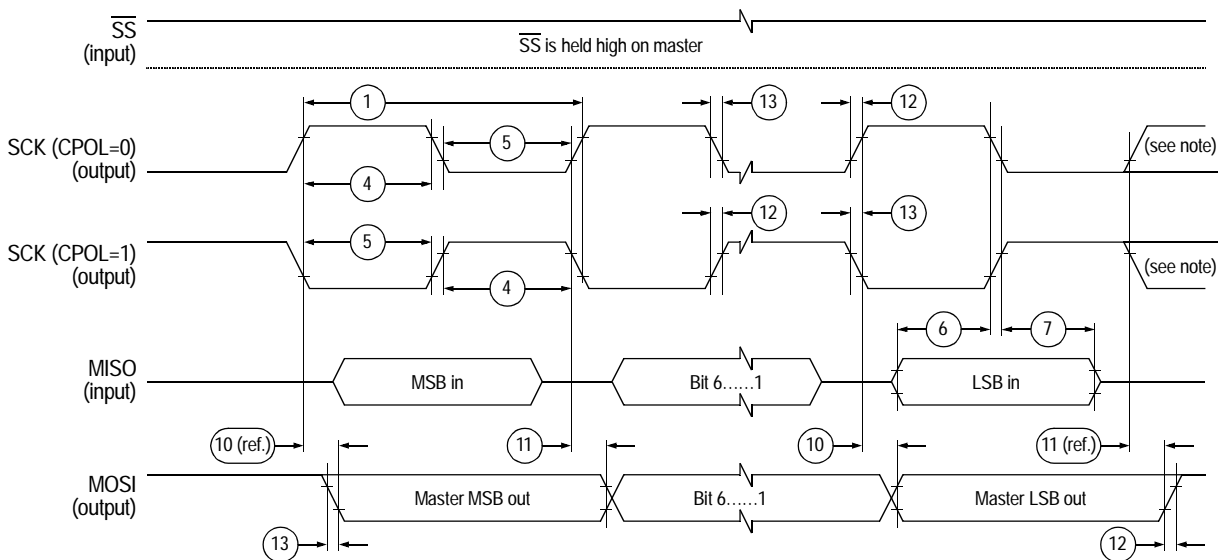 SS
(input)
SS is held high on master
1
13
12
SCK (CPOL=0)
(output)
5
(see note)
4
12
13
SCK (CPOL=1)
(output)
5
(see note)
4
6
7
MISO
(input)
MSB in
Bit 6......1
LSB in
10 (ref.)
11
10
11 (ref.)
MOSI
(output)
Master MSB out
Bit 6......1
Master LSB out
13
12